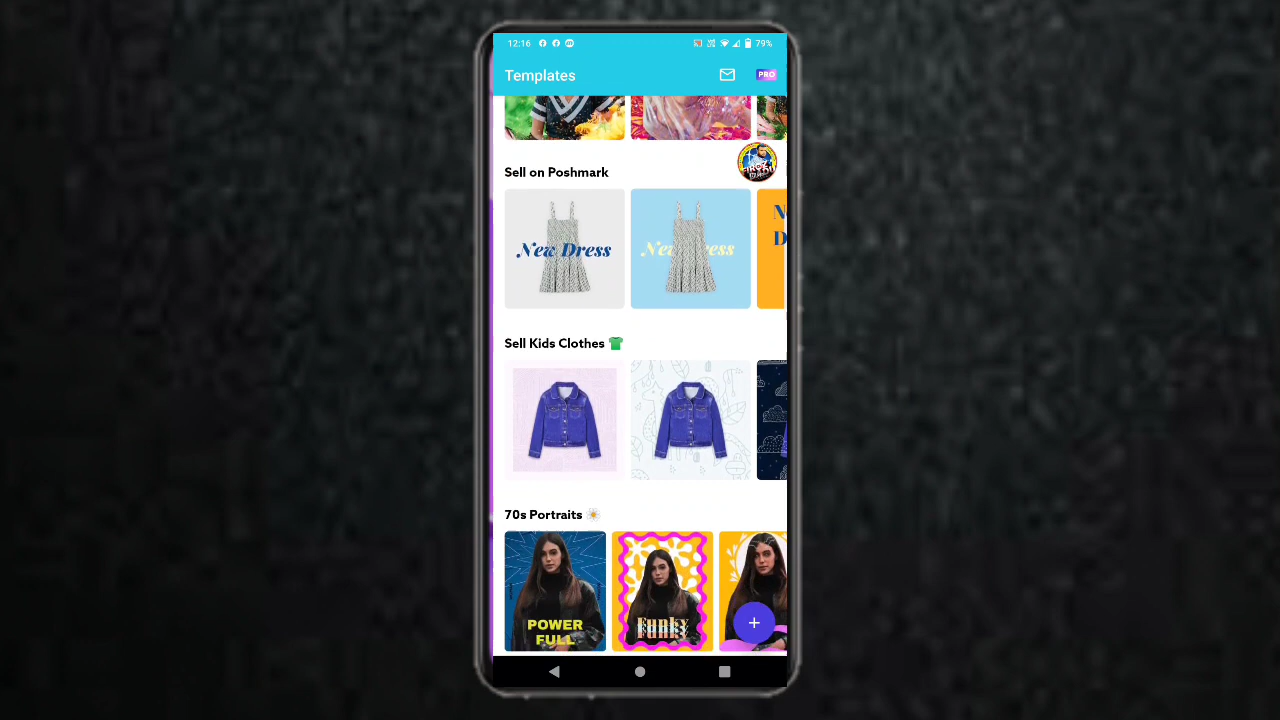 12:16
79%
Templates
PRO
Sell on Poshmark
New Dress
New Dress
Sell Kids Clothes
70s Portraits
POWER
FULL
Funky